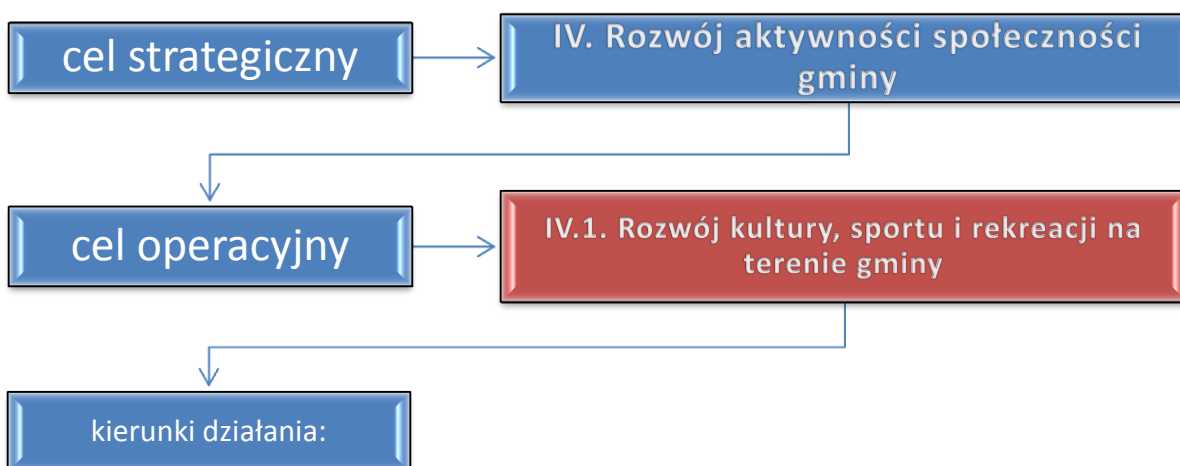 cel strategiczny
IV. Rozwój aktywności społeczności
gminy
cel operacyjny
IV.1. Rozwój kultury, sportu i rekreacji na
terenie gminy
kierunki działania: